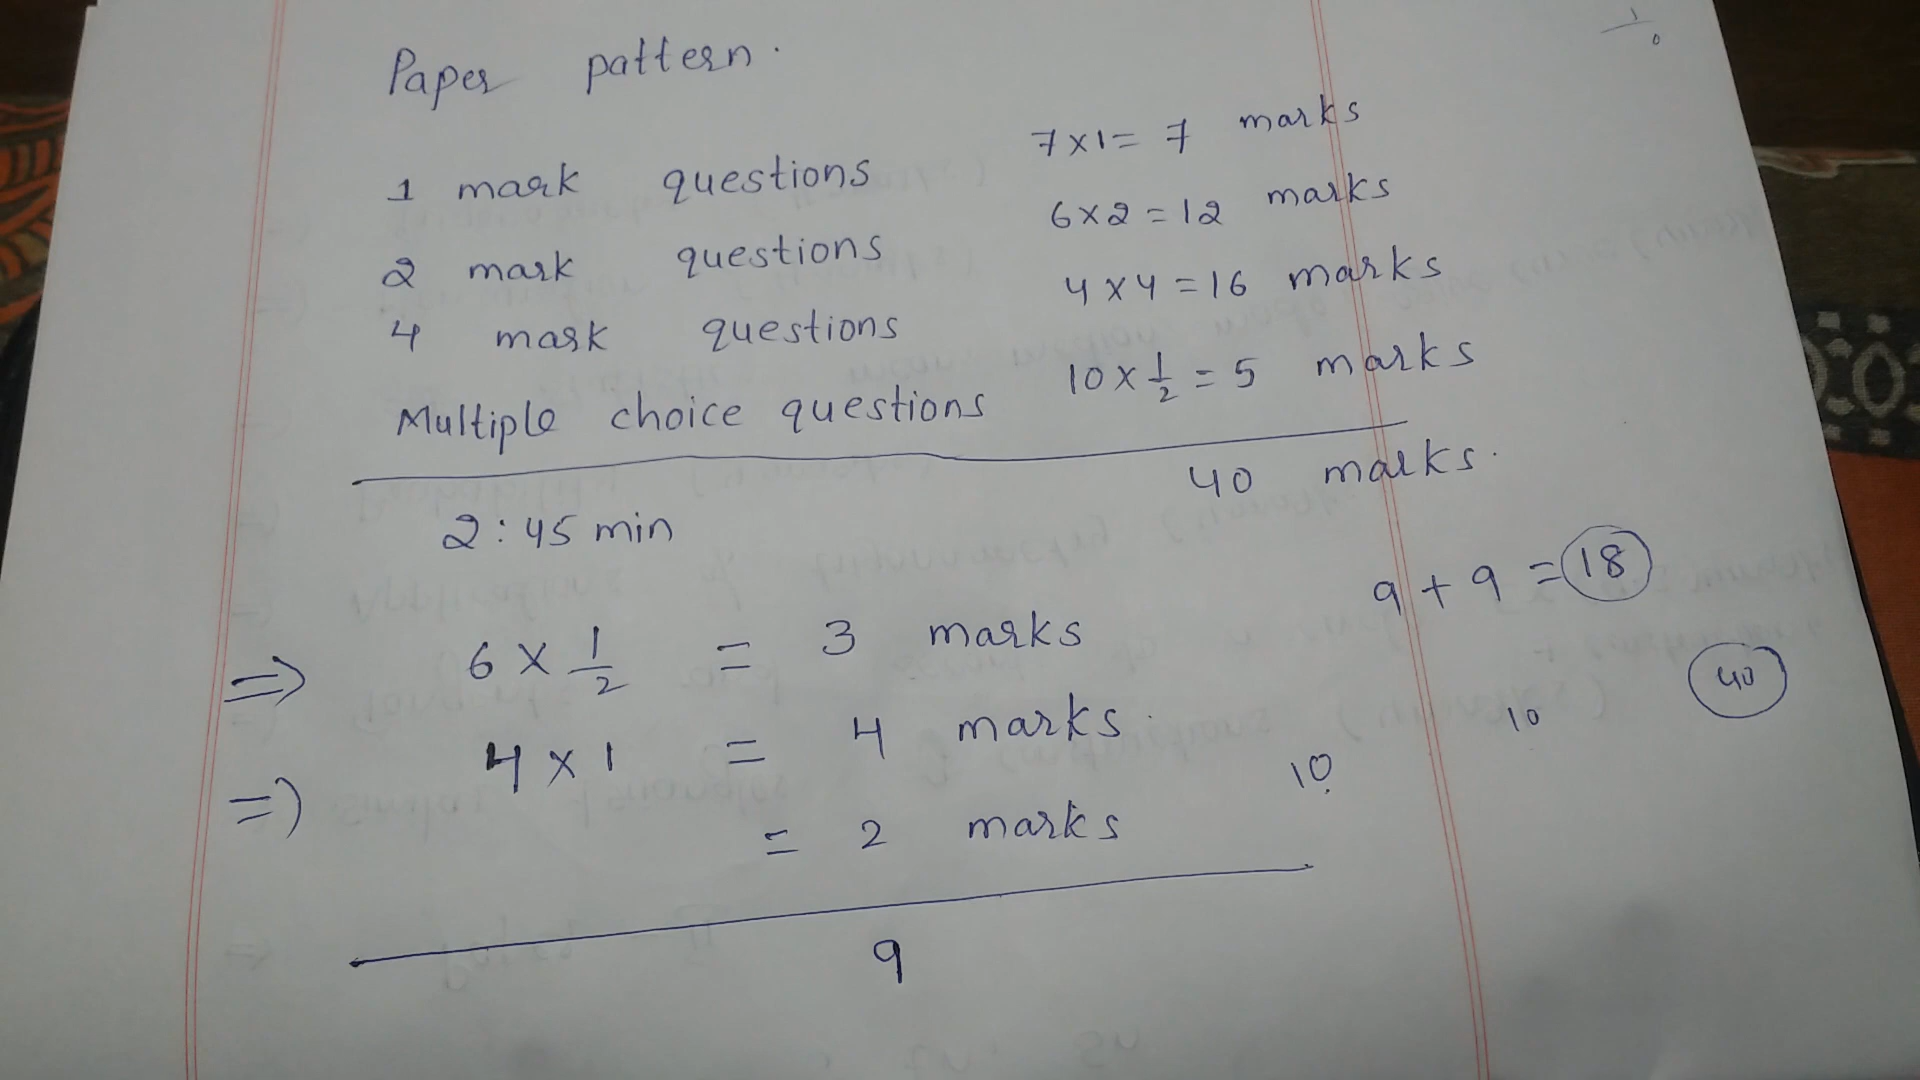 Paper pattern.
1 mark questions 7×1= 7 marks
2 mark questions 6×2=12 marks
4 mark questions 4×4=16 marks
Multiple choice questions 10×1/2=5 marks
40 marks.
2:45 min
9+9=18
⇒ 6×1/2 = 3 marks
40
⇒ 4×1 = 4 marks.
10
10
= 2 marks
9